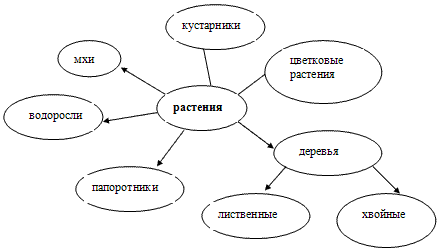 кустарники
мхи
цветковые
растения
водоросли
растения
деревья
папоротники
лиственные
хвойные